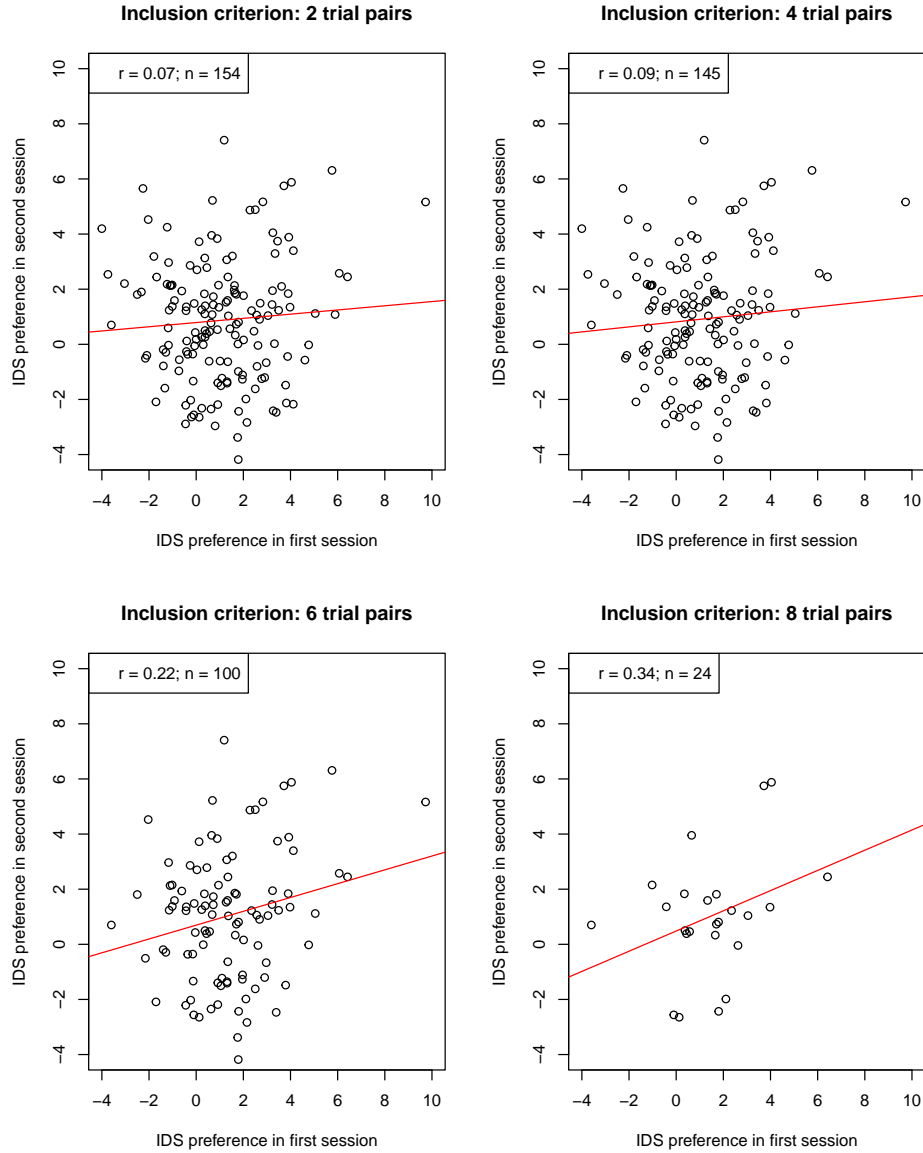 Inclusion criterion: 2 trial pairs
r = 0.07; n = 154
10
8
6
4
2
0
−2
−4
IDS preference in second session
−4 −2 0 2 4 6 8 10
IDS preference in first session
Inclusion criterion: 4 trial pairs
r = 0.09; n = 145
10
8
6
4
2
0
−2
−4
IDS preference in second session
−4 −2 0 2 4 6 8 10
IDS preference in first session
Inclusion criterion: 6 trial pairs
r = 0.22; n = 100
10
8
6
4
2
0
−2
−4
IDS preference in second session
−4 −2 0 2 4 6 8 10
IDS preference in first session
Inclusion criterion: 8 trial pairs
r = 0.34; n = 24
10
8
6
4
2
0
−2
−4
IDS preference in second session
−4 −2 0 2 4 6 8 10
IDS preference in first session